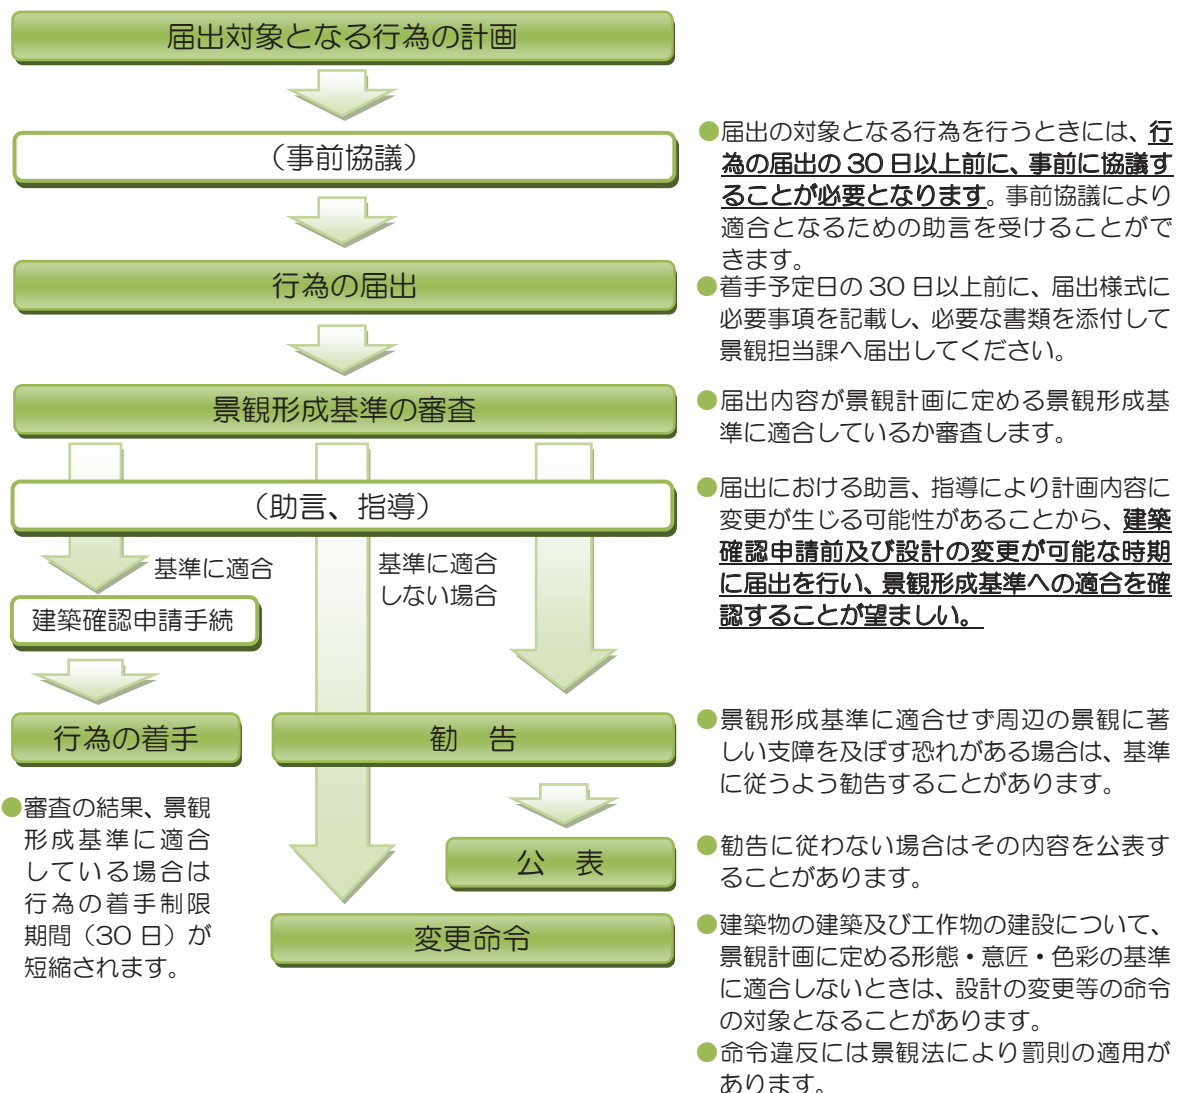 届出対象となる行為の計画
（事前協議）
●届出の対象となる行為を行うときには、行
為の届出の 30 日以上前に、事前に協議す
ることが必要となります。事前協議により
適合となるための助言を受けることがで
きます。
行為の届出
●着手予定日の 30 日以上前に、届出様式に
必要事項を記載し、必要な書類を添付して
景観担当課へ届出してください。
景観形成基準の審査
●届出内容が景観計画に定める景観形成基
準に適合しているか審査します。
（助言、指導）
●届出における助言、指導により計画内容に
変更が生じる可能性があることから、建築
確認申請前及び設計の変更が可能な時期
に届出を行い、景観形成基準への適合を確
認することが望ましい。
基準に適合
基準に適合
しない場合
建築確認申請手続
行為の着手
勧　告
●景観形成基準に適合せず周辺の景観に著
しい支障を及ぼす恐れがある場合は、基準
に従うよう勧告することがあります。
●審査の結果、景観
形成基準に適合
している場合は
行為の着手制限
期間（30 日）が
短縮されます。
公　表
●勧告に従わない場合はその内容を公表す
ることがあります。
変更命令
●建築物の建築及び工作物の建設について、
景観計画に定める形態・意匠・色彩の基準
に適合しないときは、設計の変更等の命令
の対象となることがあります。
●命令違反には景観法により罰則の適用が
あります。